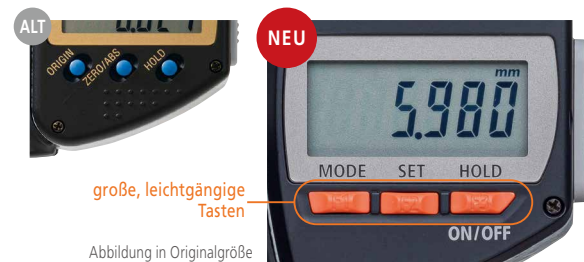 ALT
ORIGIN
ZERO/ABS
HOLD
NEU
mm
5.980
MODE SET HOLD
ON/OFF
große, leichtgängige
Tasten
Abbildung in Originalgröße